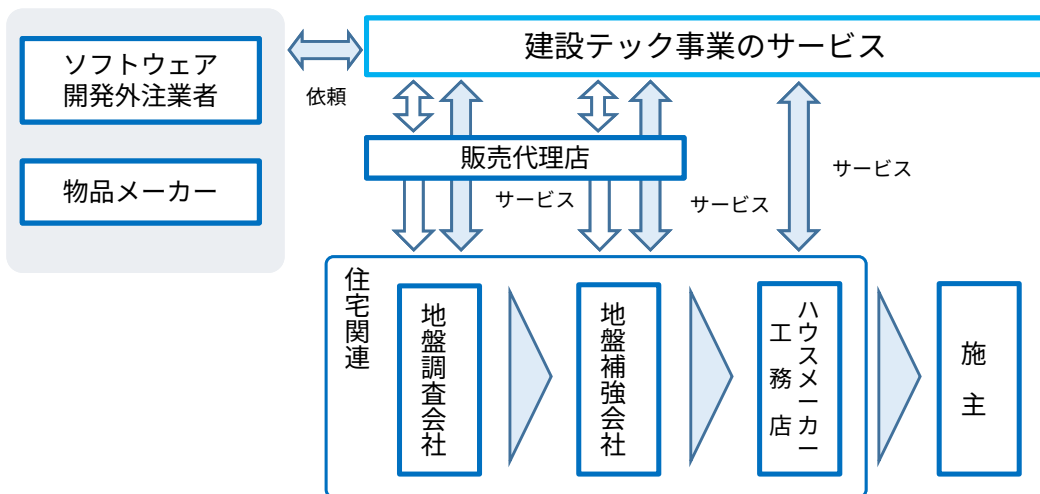 ソフトウェア
開発外注業者
物品メーカー
依頼
建設テック事業のサービス
販売代理店
サービス
サービス
サービス
住宅関連
地盤調査会社
地盤補強会社
ハウスメーカー
工務店
施主